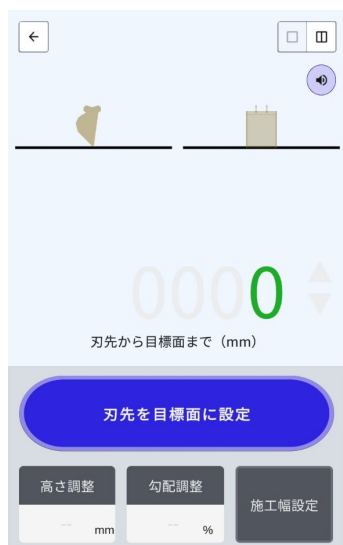 0000
刃先から目標面まで（mm）
刃先を目標面に設定
高さ調整
勾配調整
施工幅設定
-- mm
-- %